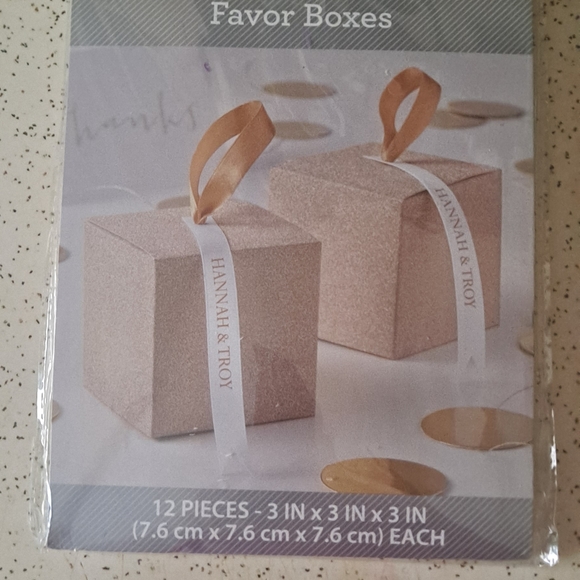 Favor Boxes
thanks
HANNAH & TROY
HANNAH & TROY
12 PIECES - 3 IN x 3 IN x 3 IN
(7.6 cm x 7.6 cm x 7.6 cm) EACH